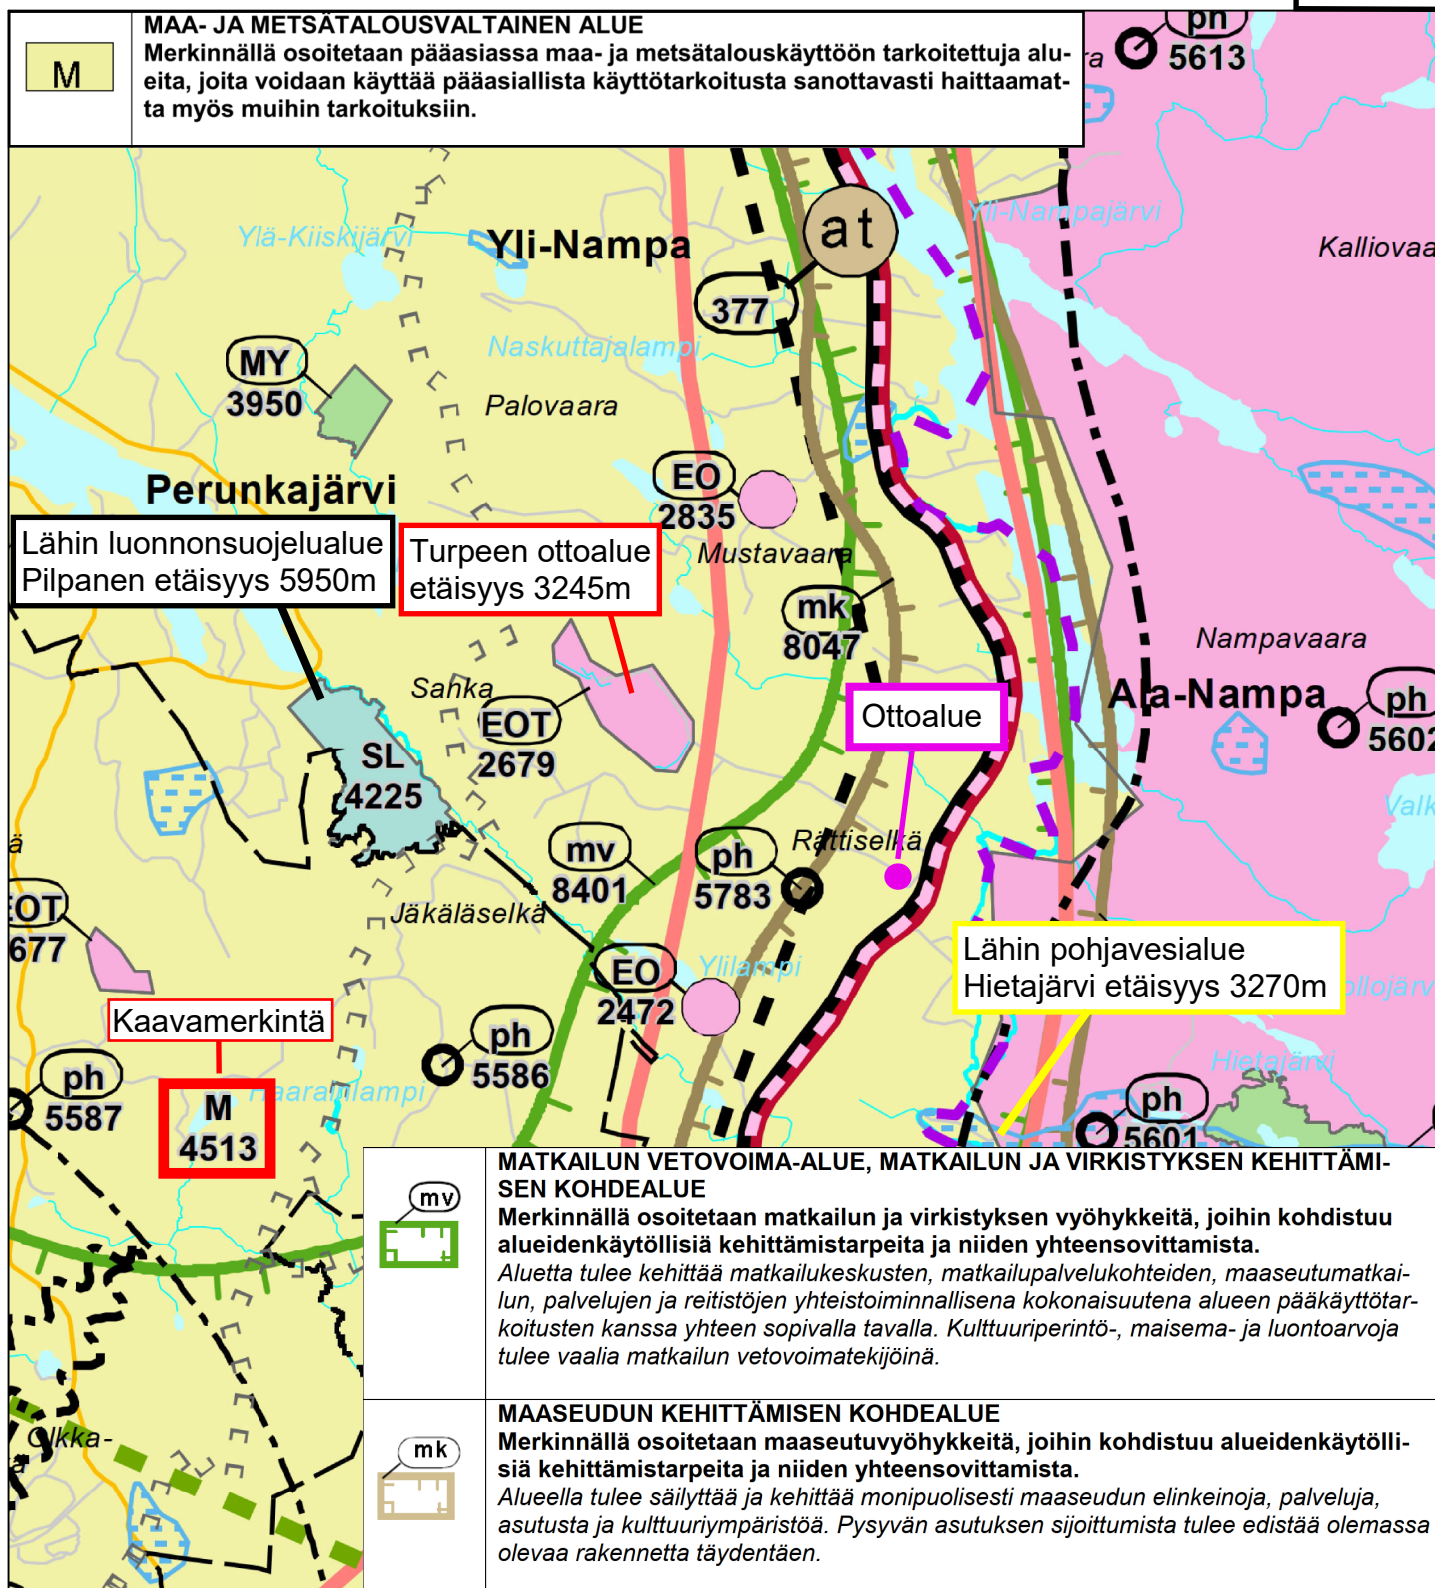 MAA- JA METSÄTALOUSVALTAINEN ALUE
M
Merkinnällä osoitetaan pääasiassa maa- ja metsätalouskäyttöön tarkoitettuja alu-
eita, joita voidaan käyttää pääasiallista käyttötarkoitusta sanottavasti haittaamat-
ta myös muihin tarkoituksiin.
ph
5613
at
Yli-Nampajärvi
Ylä-Kiiskijärvi
Yli-Nampa
Kalliovaa
377
Naskuttajalampi
MY
3950
Palovaara
Perunkajärvi
EO
2835
Lähin luonnonsuojelualue
Pilpanen etäisyys 5950m
Turpeen ottoalue
etäisyys 3245m
Mustavaara
mk
8047
Nampavaara
Sanka
Ala-Nampa
ph
5602
EOT
2679
Ottoalue
SL
4225
Valk
Rättiselkä
mv
8401
ph
5783
EOT
677
Jäkäläselkä
Lähin pohjavesialue
Hietajärvi etäisyys 3270m
EO
2472
Ylilampi
ollojärv
Kaavamerkintä
ph
5586
Hietajärvi
ph
5587
M
4513
Haarainlampi
ph
5601
MATKAILUN VETOVOIMA-ALUE, MATKAILUN JA VIRKISTYKSEN KEHITTÄMI-
SEN KOHDEALUE
mv
Merkinnällä osoitetaan matkailun ja virkistyksen vyöhykkeitä, joihin kohdistuu
alueidenkäytöllisiä kehittämistarpeita ja niiden yhteensovittamista.
Aluetta tulee kehittää matkailukeskusten, matkailupalvelukohteiden, maaseutumatkai-
lun, palvelujen ja reitistöjen yhteistoiminnallisena kokonaisuutena alueen pääkäyttötar-
koitusten kanssa yhteen sopivalla tavalla. Kulttuuriperintö-, maisema- ja luontoarvoja
tulee vaalia matkailun vetovoimatekijöinä.
MAASEUDUN KEHITTÄMISEN KOHDEALUE
mk
Merkinnällä osoitetaan maaseutuvyöhykkeitä, joihin kohdistuu alueidenkäytölli-
siä kehittämistarpeita ja niiden yhteensovittamista.
Alueella tulee säilyttää ja kehittää monipuolisesti maaseudun elinkeinoja, palveluja,
asutusta ja kulttuuriympäristöä. Pysyvän asutuksen sijoittumista tulee edistää olemassa
olevaa rakennetta täydentäen.